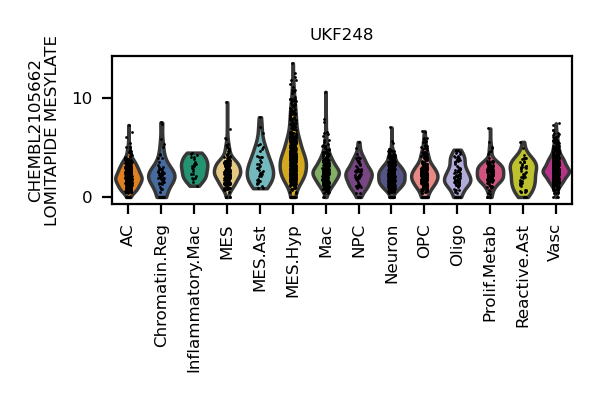 UKF248
CHEMBL2105662
LOMITAPIDE MESYLATE
10
0
AC
Chromatin.Reg
Inflammatory.Mac
MES
MES.Ast
MES.Hyp
Mac
NPC
Neuron
OPC
Oligo
Prolif.Metab
Reactive.Ast
Vasc